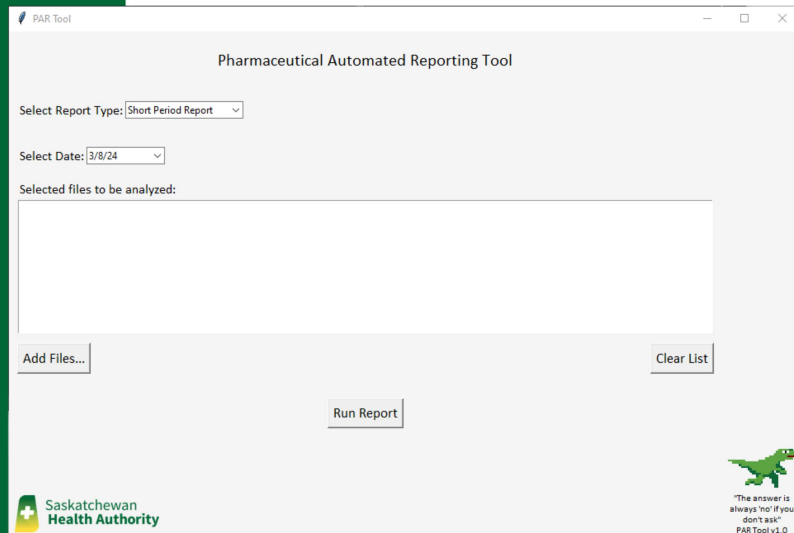 PAR Tool
Pharmaceutical Automated Reporting Tool
Select Report Type: Short Period Report
Select Date: 3/8/24
Selected files to be analyzed:
Add Files... Clear List
Run Report
Saskatchewan
Health Authority
"The answer is
always 'no' if you
don't ask"
PAR Tool v1.0